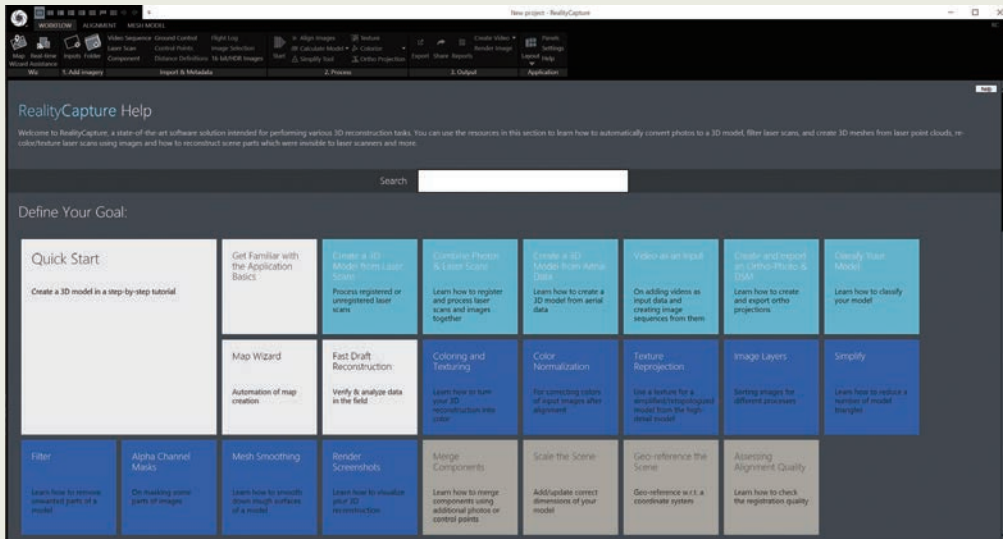 New project - RealityCapture
WORKFLOW ALIGNMENT MESH MODEL
Map Wizard
Real-time Assistance
Inputs
Folder
Video Sequence Ground Control Flight Log
Laser Scan Control Points Image Selection
Component Distance Definitions 16-bit/HDR Images
Start
Align Images Texture
Calculate Model Colorize
Simplify Tool Ortho Projection
Export Share Reports
Create Video
Render Image
Layout
Panels
Settings
Help
Wiz 1. Add imagery Import & Metadata 2. Process 3. Output Application
help
RealityCapture Help
Welcome to RealityCapture, a state-of-the-art software solution intended for performing various 3D reconstruction tasks. You can use the resources in this section to learn how to automatically convert photos to a 3D model, filter laser scans, and create 3D meshes from laser point clouds, re-
color/texture laser scans using images and how to reconstruct scene parts which were invisible to laser scanners and more.
Search
Define Your Goal:
Quick Start
Create a 3D model in a step-by-step tutorial
Get Familiar with
the Application
Basics
Create a 3D
Model from Laser
Scans
Process registered or
unregistered laser
scans
Combine Photos
& Laser Scans
Learn how to register
and process laser
scans and images
together
Create a 3D
Model from Aerial
Data
Learn how to create a
3D model from aerial
data
Video as an Input
On adding videos as
input data and
creating image
sequences from them
Create and export
an Ortho-Photo &
DSM
Learn how to create
and export ortho
projections
Classify Your
Model
Learn how to classify
your model
Map Wizard
Automation of map
creation
Fast Draft
Reconstruction
Verify & analyze data
in the field
Coloring and
Texturing
Learn how to turn
your 3D
reconstruction into
color
Color
Normalization
For correcting colors
of input images after
alignment
Texture
Reprojection
Use a texture for a
simplified/retopologized
model from the high-
detail model
Image Layers
Sorting images for
different processes
Simplify
Learn how to reduce a
number of model
triangles
Filter
Learn how to remove
unwanted parts of a
model
Alpha Channel
Masks
On masking some
parts of images
Mesh Smoothing
Learn how to smooth
down rough surfaces
of a model
Render
Screenshots
Learn how to visualize
your 3D
reconstruction
Merge
Components
Learn how to merge
components using
additional photos or
control points
Scale the Scene
Add/update correct
dimensions of your
model
Geo-reference the
Scene
Geo-reference w.r.t. a
coordinate system
Assessing
Alignment Quality
Learn how to check
the registration quality